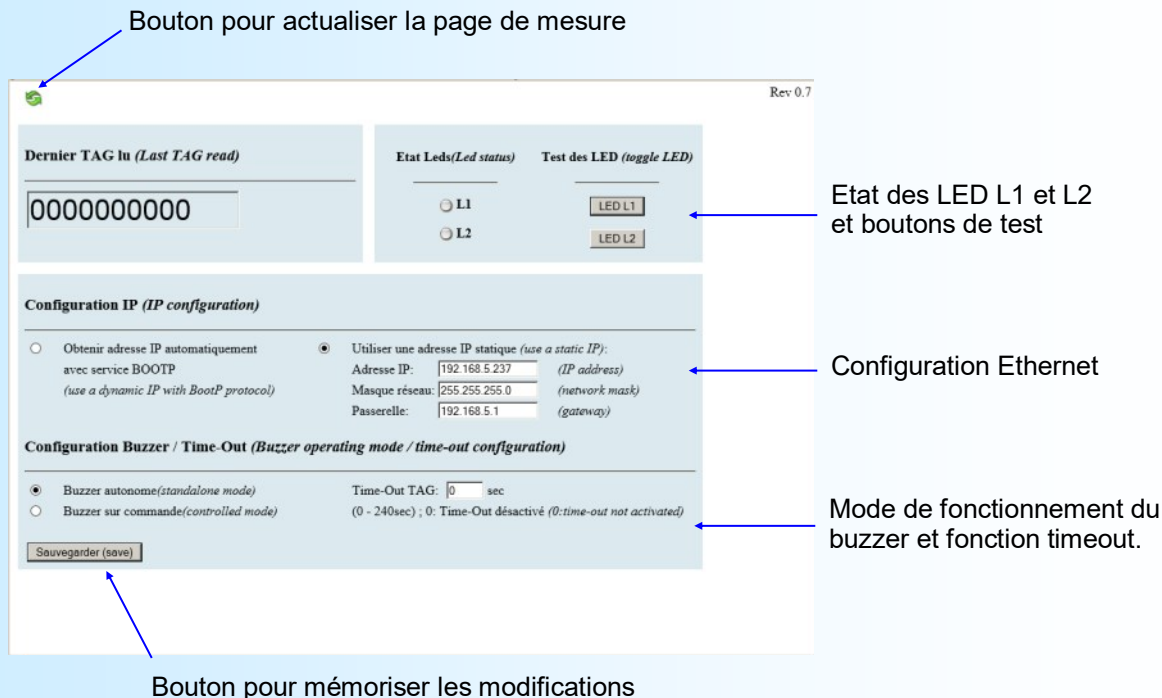 Bouton pour actualiser la page de mesure
Rev 0.7
Dernier TAG lu (Last TAG read)
0000000000
Etat Leds(Led status) Test des LED (toggle LED)
L1 LED L1
L2 LED L2
Etat des LED L1 et L2
et boutons de test
Configuration IP (IP configuration)
Obtenir adresse IP automatiquement
avec service BOOTP
(use a dynamic IP with BootP protocol)
Utiliser une adresse IP statique (use a static IP):
Adresse IP: 192.168.5.237 (IP address)
Masque réseau: 255.255.255.0 (network mask)
Passerelle: 192.168.5.1 (gateway)
Configuration Ethernet
Configuration Buzzer / Time-Out (Buzzer operating mode / time-out configuration)
Buzzer autonome(standalone mode) Time-Out TAG: 0 sec
Buzzer sur commande(controlled mode) (0 - 240sec) ; 0: Time-Out désactivé (0:time-out not activated)
Mode de fonctionnement du
buzzer et fonction timeout.
Sauvegarder (save)
Bouton pour mémoriser les modifications